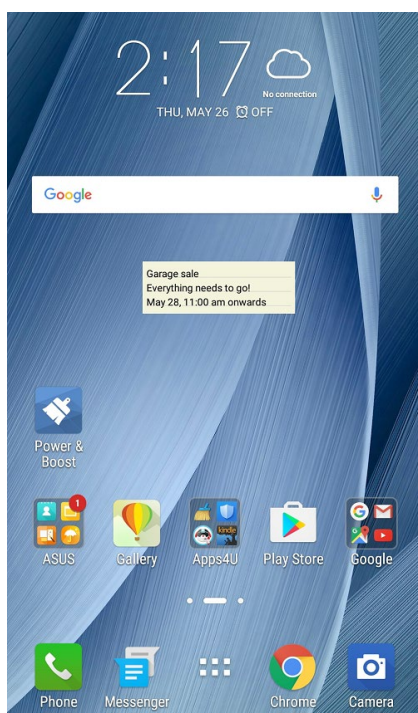 2:17
No connection
THU, MAY 26 OFF
Google
Garage sale
Everything needs to go!
May 28, 11:00 am onwards
Power &
Boost
1
kindle
ASUS
Gallery
Apps4U
Play Store
Google
Phone
Messenger
Chrome
Camera